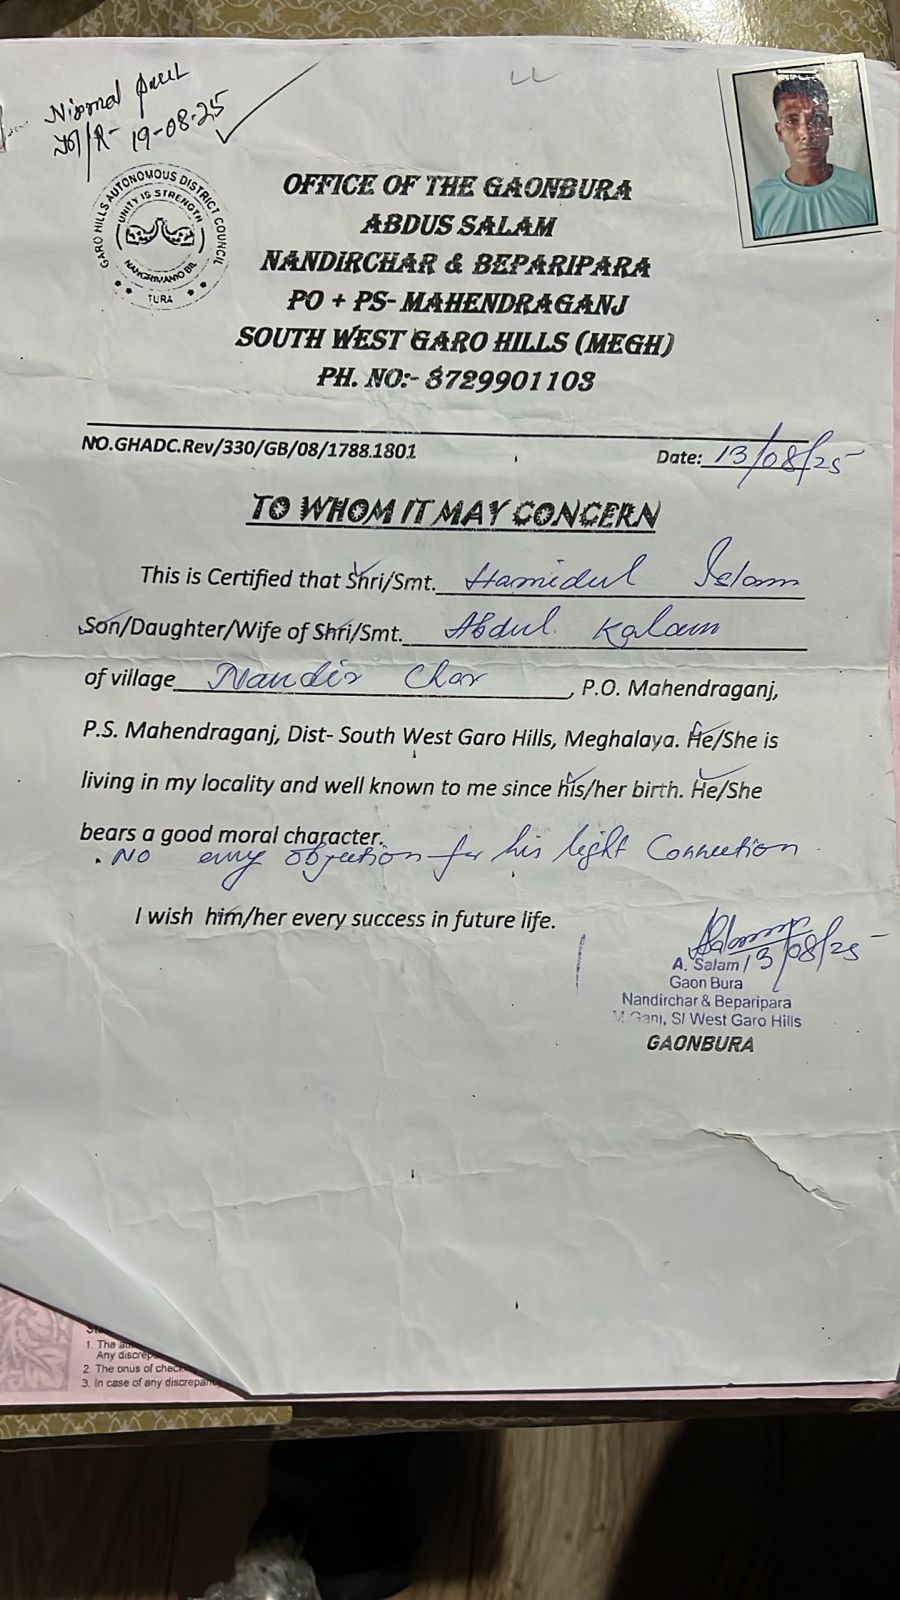 Nirmal Paul
19-08-25
GARO HILLS AUTONOMOUS DISTRICT COUNCIL
UNITY IS STRENGTH
TURA
OFFICE OF THE GAONBURA
ABDUS SALAM
NANDIRCHAR & BEPARIPARA
PO + PS- MAHENDRAGANJ
SOUTH WEST GARO HILLS (MEGH)
PH. NO:- 8729901103
NO.GHADC.Rev/330/GB/08/1788.1801
Date: 13/08/25
TO WHOM IT MAY CONCERN
This is Certified that Shri/Smt. Hamidul Islam
Son/Daughter/Wife of Shri/Smt. Abdul Kalam
of village Nandir Char, P.O. Mahendraganj,
P.S. Mahendraganj, Dist- South West Garo Hills, Meghalaya. He/She is
living in my locality and well known to me since his/her birth. He/She
bears a good moral character.
No eny objection for his light Connection.
I wish him/her every success in future life.
13/08/25
A. Salam
Gaon Bura
Nandirchar & Beparipara
M.Ganj, S/ West Garo Hills
GAONBURA
1. The
Any
2. The onus of
3. In case of any